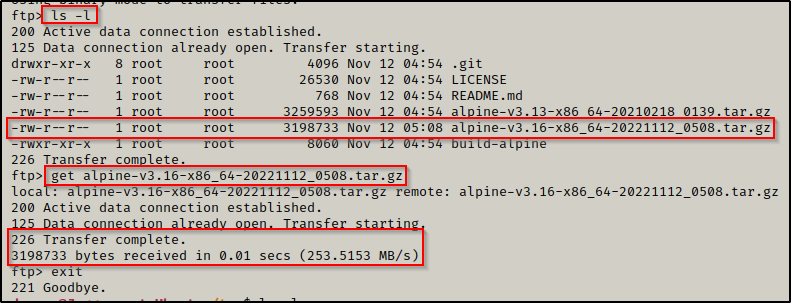 using binary mode to transfer files.
ftp> ls -l
200 Active data connection established.
125 Data connection already open. Transfer starting.
drwxr-xr-x 8 root root 4096 Nov 12 04:54 .git
-rw-r--r-- 1 root root 26530 Nov 12 04:54 LICENSE
-rw-r--r-- 1 root root 768 Nov 12 04:54 README.md
-rw-r--r-- 1 root root 3259593 Nov 12 04:54 alpine-v3.13-x86_64-20210218_0139.tar.gz
-rw-r--r-- 1 root root 3198733 Nov 12 05:08 alpine-v3.16-x86_64-20221112_0508.tar.gz
-rwxr-xr-x 1 root root 8060 Nov 12 04:54 build-alpine
226 Transfer complete.
ftp> get alpine-v3.16-x86_64-20221112_0508.tar.gz
local: alpine-v3.16-x86_64-20221112_0508.tar.gz remote: alpine-v3.16-x86_64-20221112_0508.tar.gz
200 Active data connection established.
125 Data connection already open. Transfer starting.
226 Transfer complete.
3198733 bytes received in 0.01 secs (253.5153 MB/s)
ftp> exit
221 Goodbye.